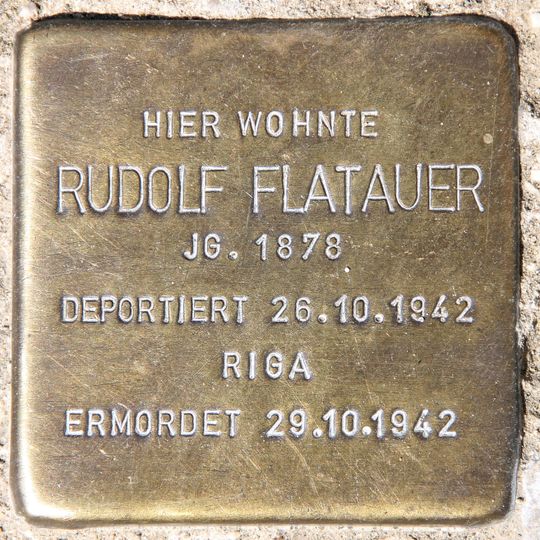 HIER WOHNTE
RUDOLF FLATAUER
JG. 1878
DEPORTIERT 26.10.1942
RIGA
ERMORDET 29.10.1942